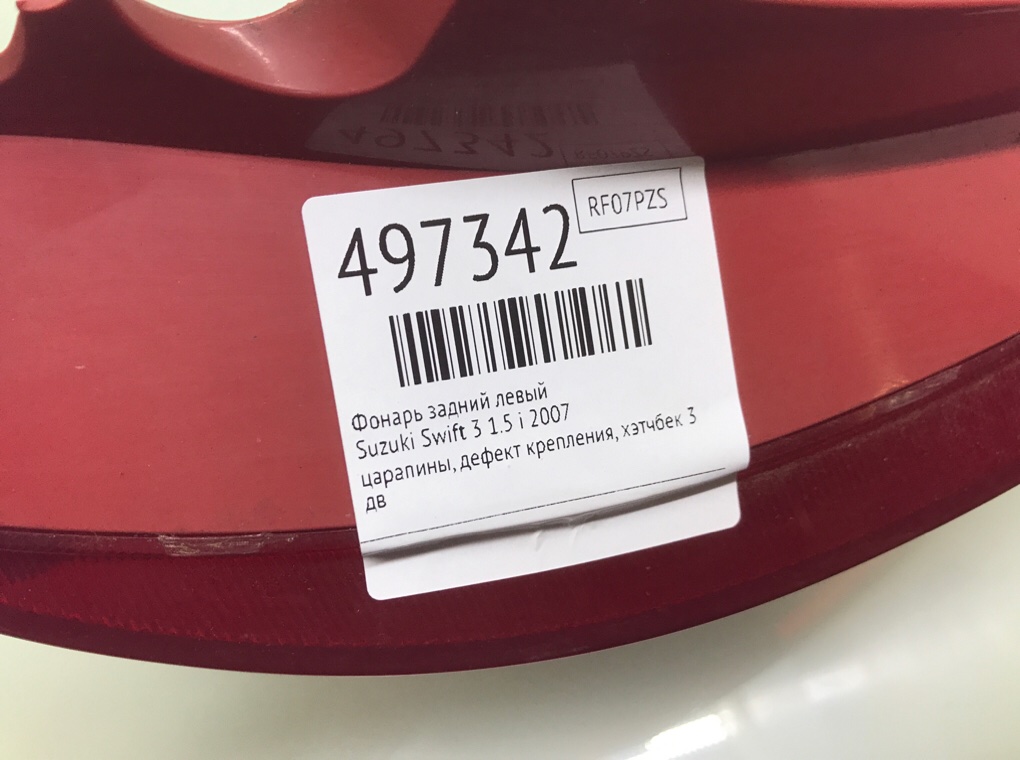 497342
RF07PZS
Фонарь задний левый
Suzuki Swift 3 1.5 i 2007
царапины, дефект крепления, хэтчбек 3
дв